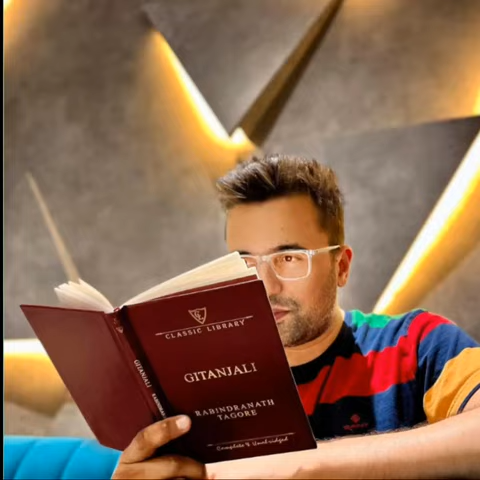 CLASSIC LIBRARY
GITANJALI
RABINDRANATH
TAGORE
Complete & Unabridged
GITANJALI